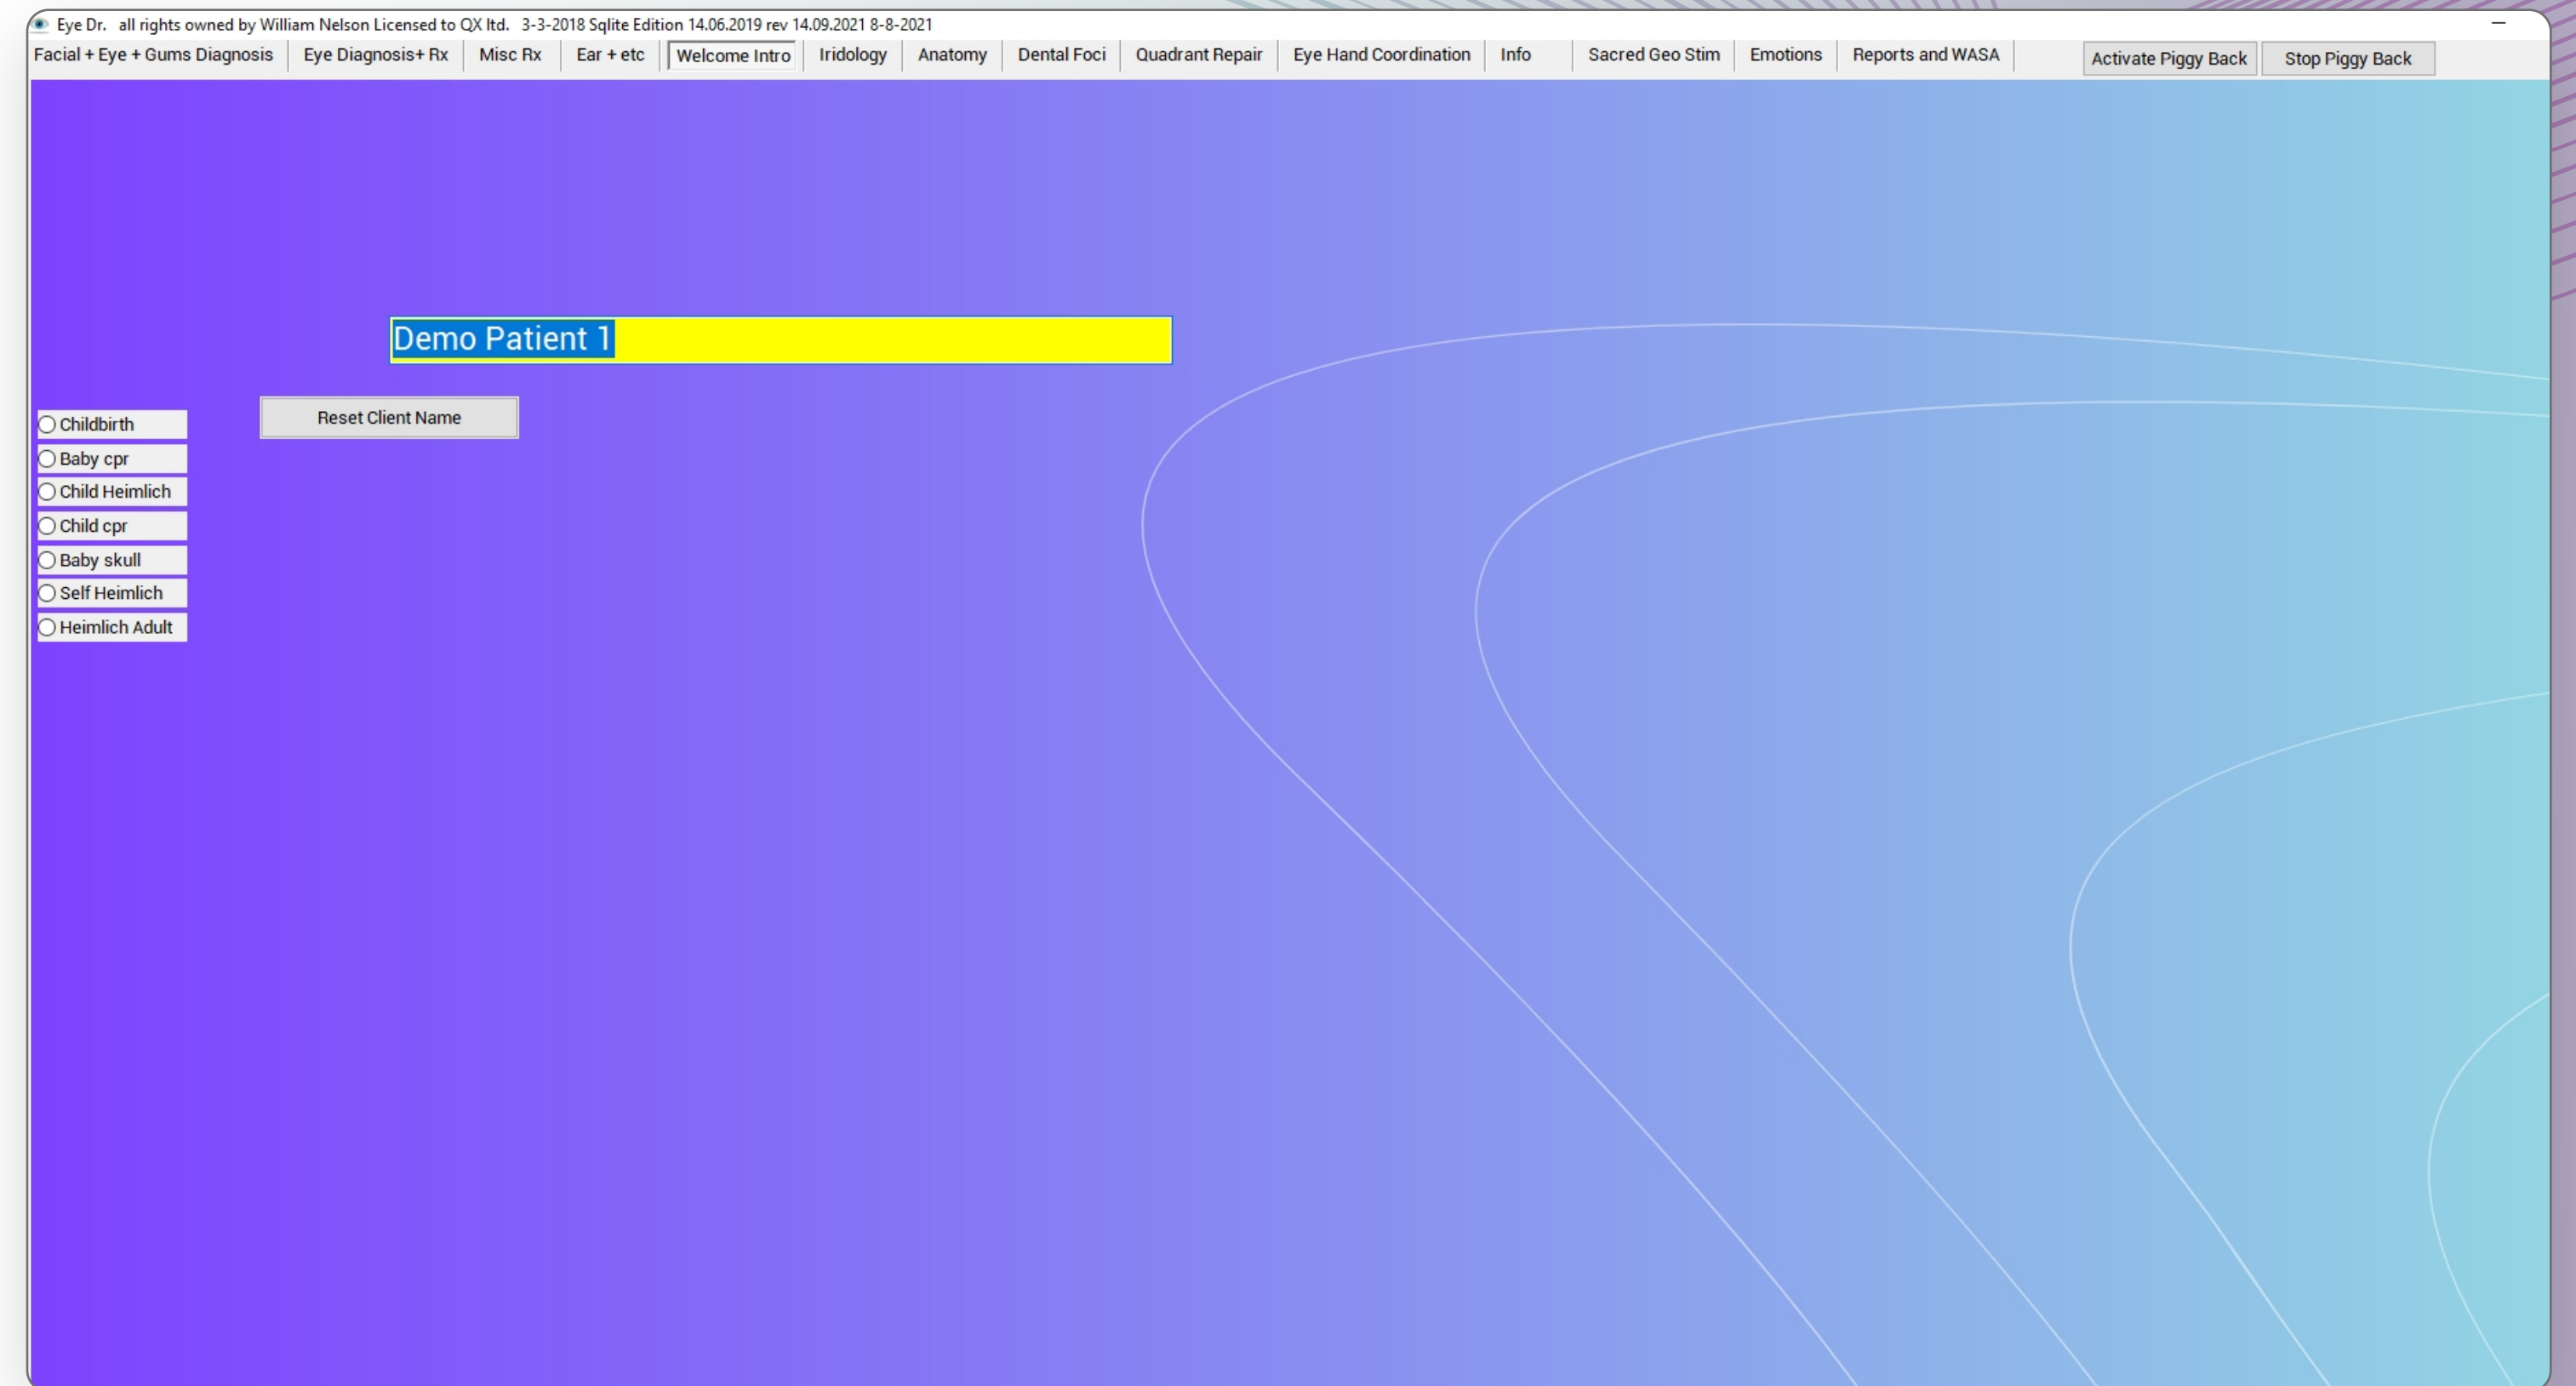 Eye Dr. all rights owned by William Nelson Licensed to QX ltd. 3-3-2018 Sqlite Edition 14.06.2019 rev 14.09.2021 8-8-2021
Facial + Eye + Gums Diagnosis Eye Diagnosis+ Rx Misc Rx Ear + etc Welcome Intro Iridology Anatomy Dental Foci Quadrant Repair Eye Hand Coordination Info Sacred Geo Stim Emotions Reports and WASA Activate Piggy Back Stop Piggy Back
Demo Patient 1
Reset Client Name
Childbirth
Baby cpr
Child Heimlich
Child cpr
Baby skull
Self Heimlich
Heimlich Adult